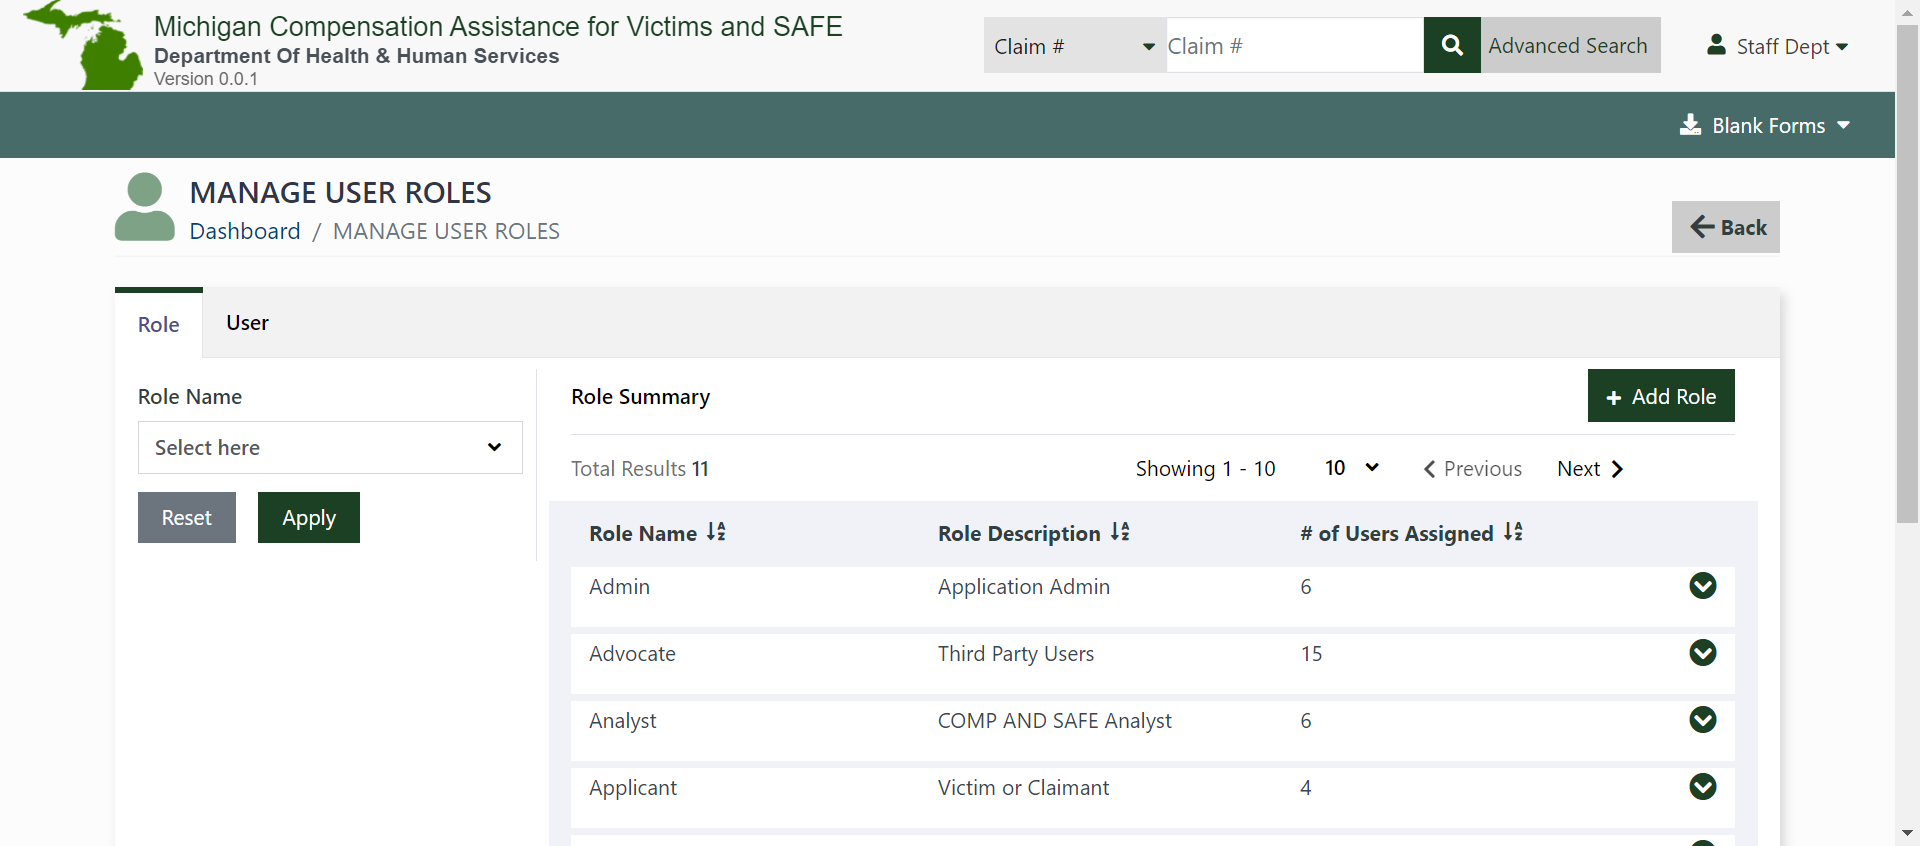 Michigan Compensation Assistance for Victims and SAFE
Department Of Health & Human Services
Version 0.0.1
Claim #
Claim #
Advanced Search
Staff Dept
Blank Forms
MANAGE USER ROLES
Dashboard / MANAGE USER ROLES
Back
Role
User
Role Name
Select here
Reset
Apply
Role Summary
+ Add Role
Total Results 11
Showing 1 - 10
10
Previous
Next
Role Name
Role Description
# of Users Assigned
Admin
Application Admin
6
Advocate
Third Party Users
15
Analyst
COMP AND SAFE Analyst
6
Applicant
Victim or Claimant
4